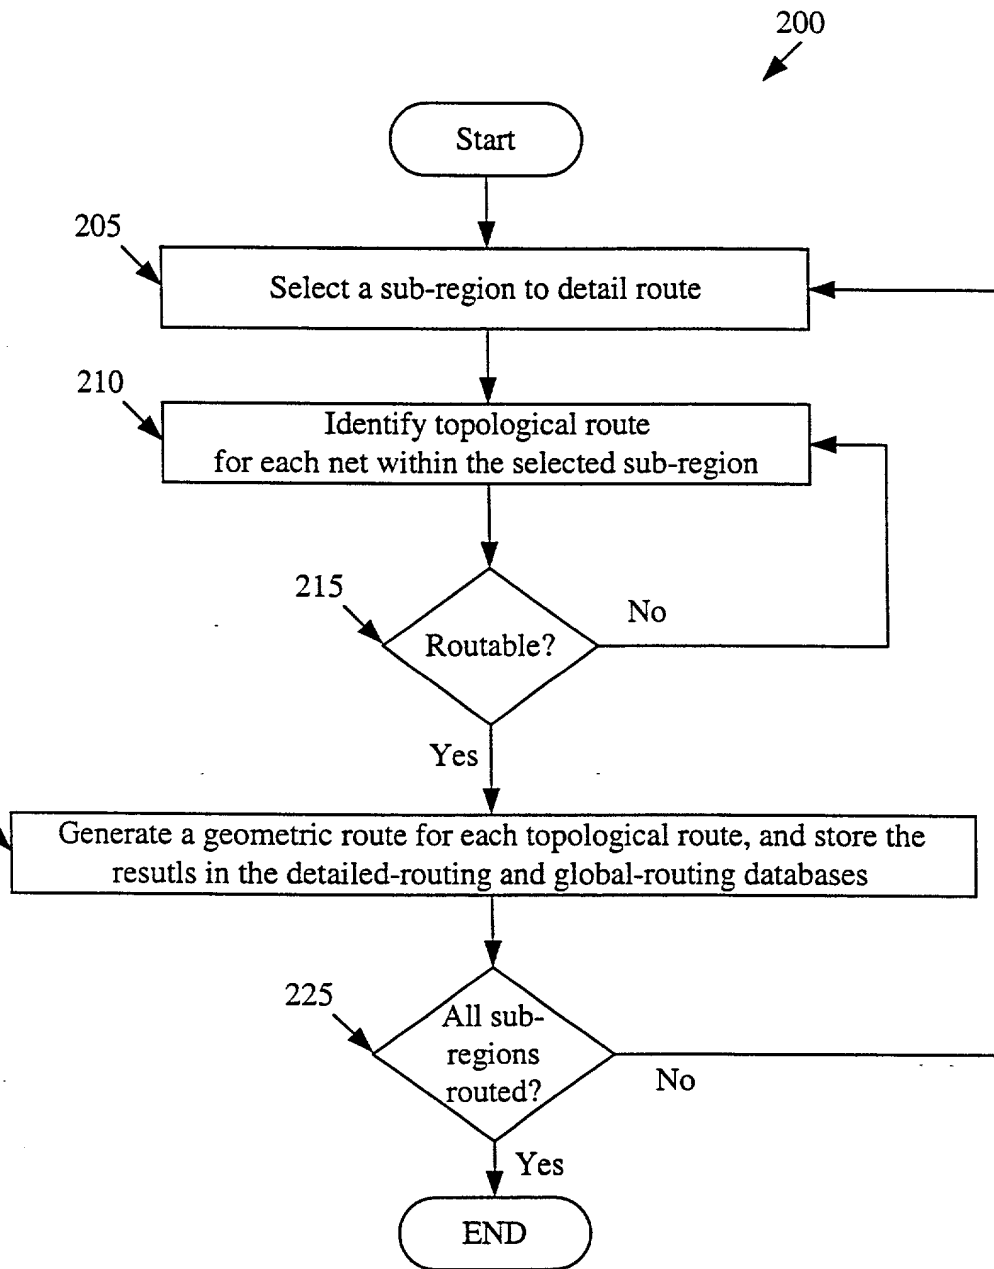 200
Start
205
Select a sub-region to detail route
210
Identify topological route
for each net within the selected sub-region
215
Routable?
No
Yes
Generate a geometric route for each topological route, and store the
resutls in the detailed-routing and global-routing databases
225
All sub-
regions
routed?
No
Yes
END